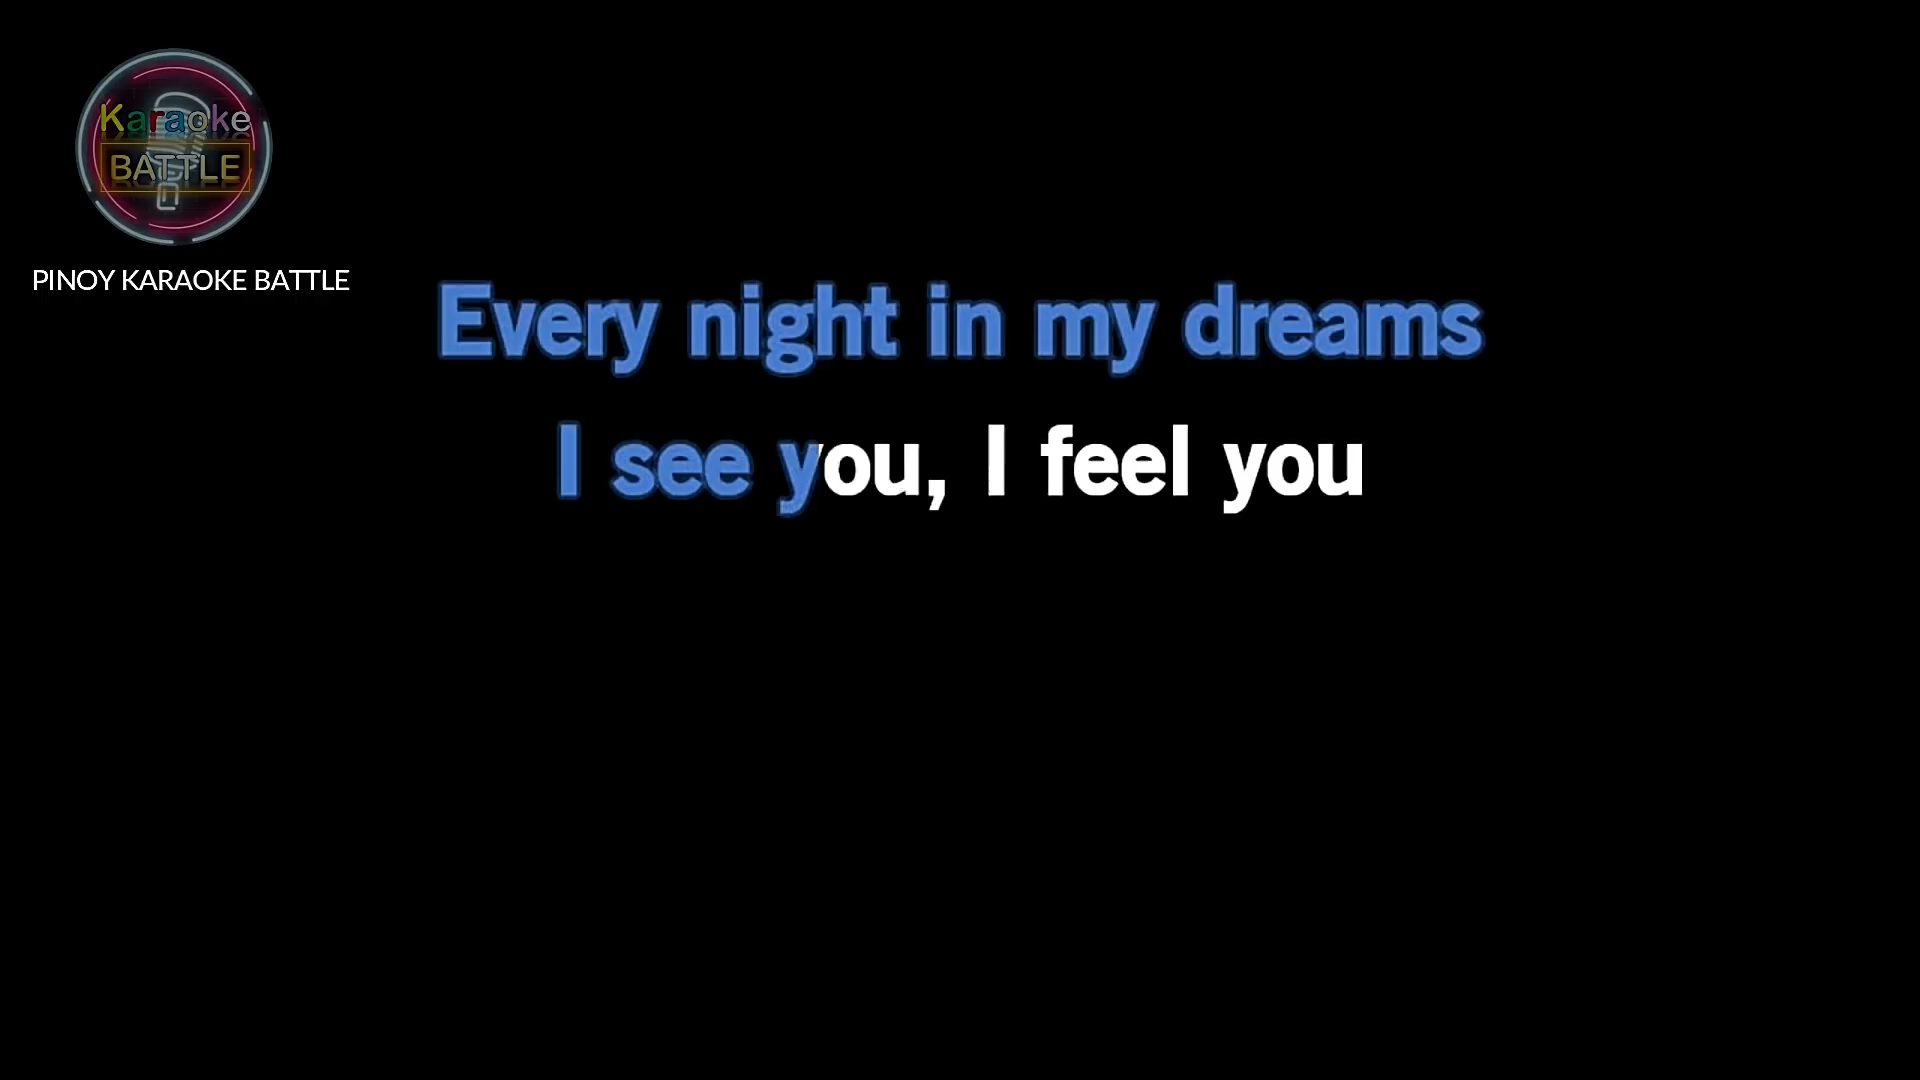 Karaoke
BATTLE
PINOY KARAOKE BATTLE
Every night in my dreams
I see you, I feel you